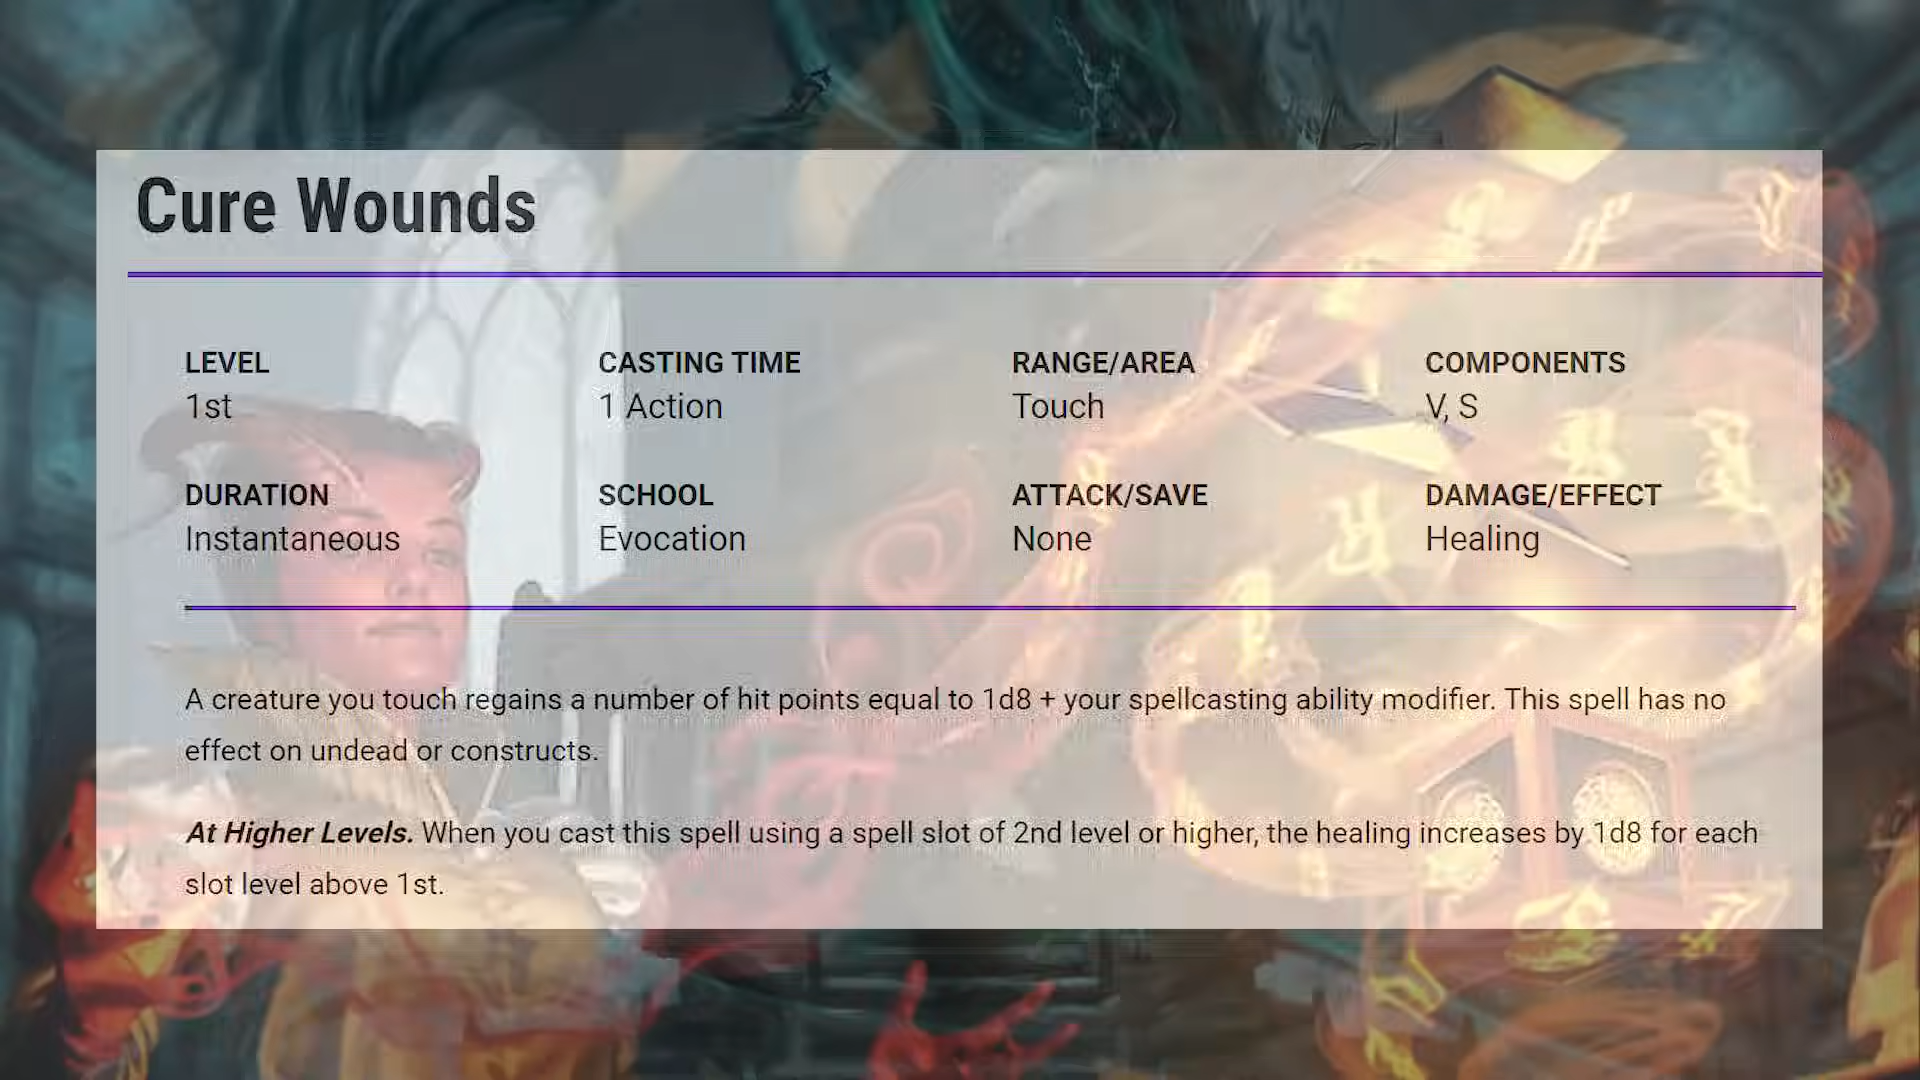 Cure Wounds
LEVEL
1st
CASTING TIME
1 Action
RANGE/AREA
Touch
COMPONENTS
V, S
DURATION
Instantaneous
SCHOOL
Evocation
ATTACK/SAVE
None
DAMAGE/EFFECT
Healing
A creature you touch regains a number of hit points equal to 1d8 + your spellcasting ability modifier. This spell has no
effect on undead or constructs.
At Higher Levels. When you cast this spell using a spell slot of 2nd level or higher, the healing increases by 1d8 for each
slot level above 1st.